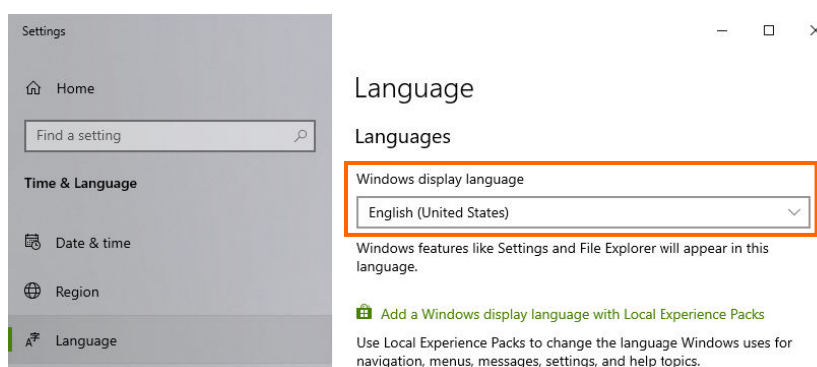 Settings
Home
Find a setting
Time & Language
Date & time
Region
Language
Language
Languages
Windows display language
English (United States)
Windows features like Settings and File Explorer will appear in this
language.
Add a Windows display language with Local Experience Packs
Use Local Experience Packs to change the language Windows uses for
navigation, menus, messages, settings, and help topics.